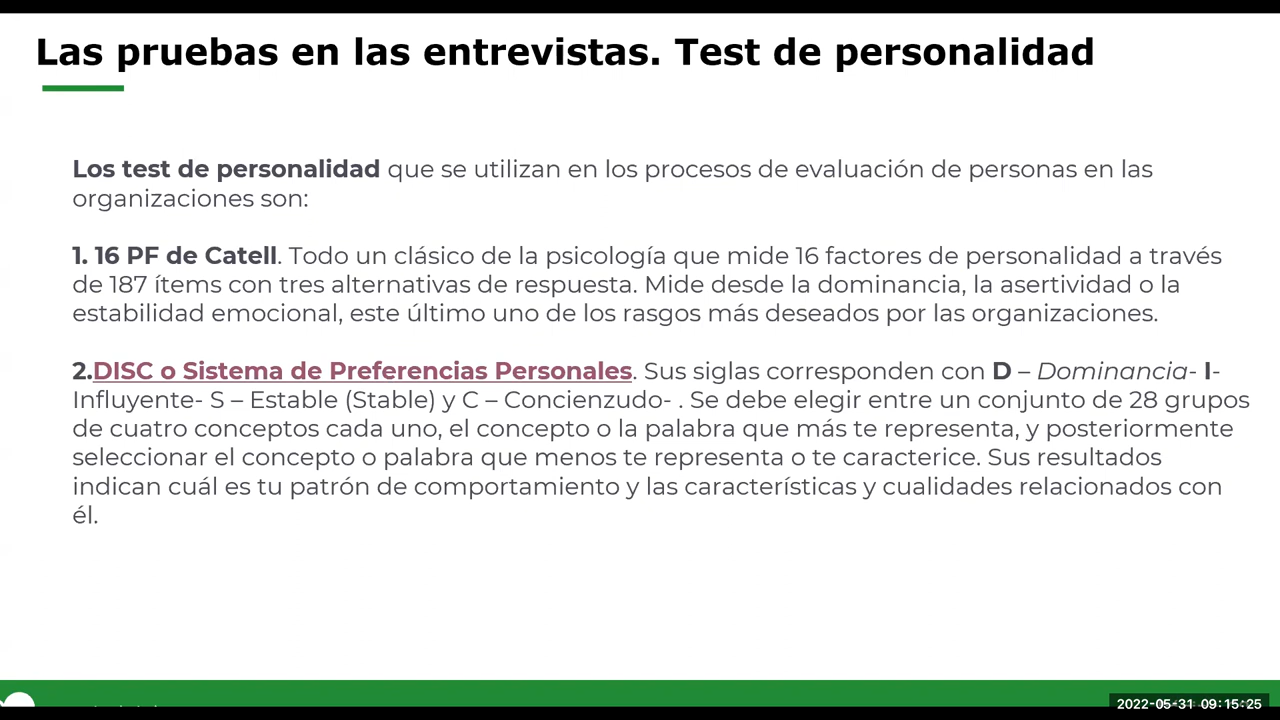 Las pruebas en las entrevistas. Test de personalidad
Los test de personalidad que se utilizan en los procesos de evaluación de personas en las
organizaciones son:
1. 16 PF de Catell. Todo un clásico de la psicología que mide 16 factores de personalidad a través
de 187 ítems con tres alternativas de respuesta. Mide desde la dominancia, la asertividad o la
estabilidad emocional, este último uno de los rasgos más deseados por las organizaciones.
2.DISC o Sistema de Preferencias Personales. Sus siglas corresponden con D – Dominancia- I-
Influyente- S – Estable (Stable) y C – Concienzudo- . Se debe elegir entre un conjunto de 28 grupos
de cuatro conceptos cada uno, el concepto o la palabra que más te representa, y posteriormente
seleccionar el concepto o palabra que menos te representa o te caracterice. Sus resultados
indican cuál es tu patrón de comportamiento y las características y cualidades relacionados con
él.
2022-05-31 09:15:25